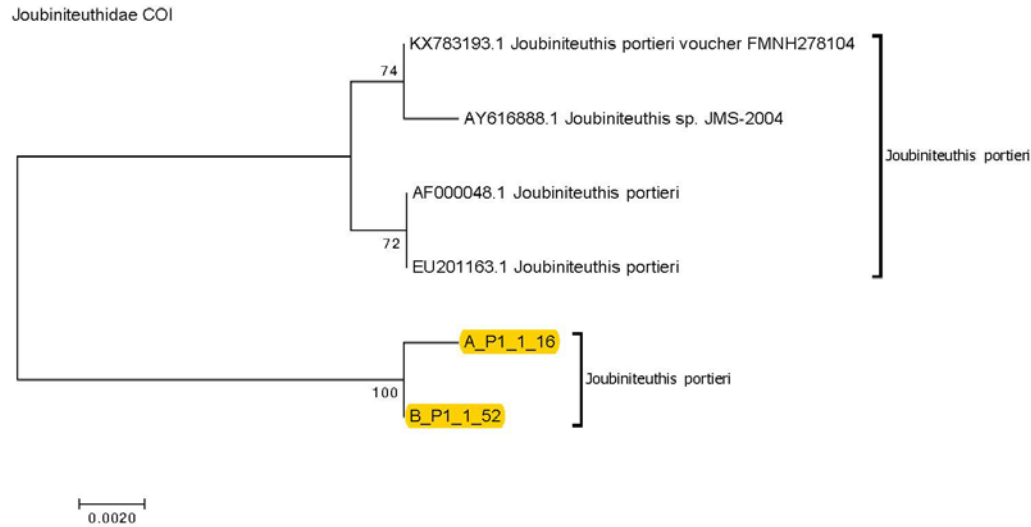 Joubiniteuthidae COI
KX783193.1 Joubiniteuthis portieri voucher FMNH278104
74
AY616888.1 Joubiniteuthis sp. JMS-2004
Joubiniteuthis portieri
AF000048.1 Joubiniteuthis portieri
72
EU201163.1 Joubiniteuthis portieri
A_P1_1_16
Joubiniteuthis portieri
100
B_P1_1_52
0.0020